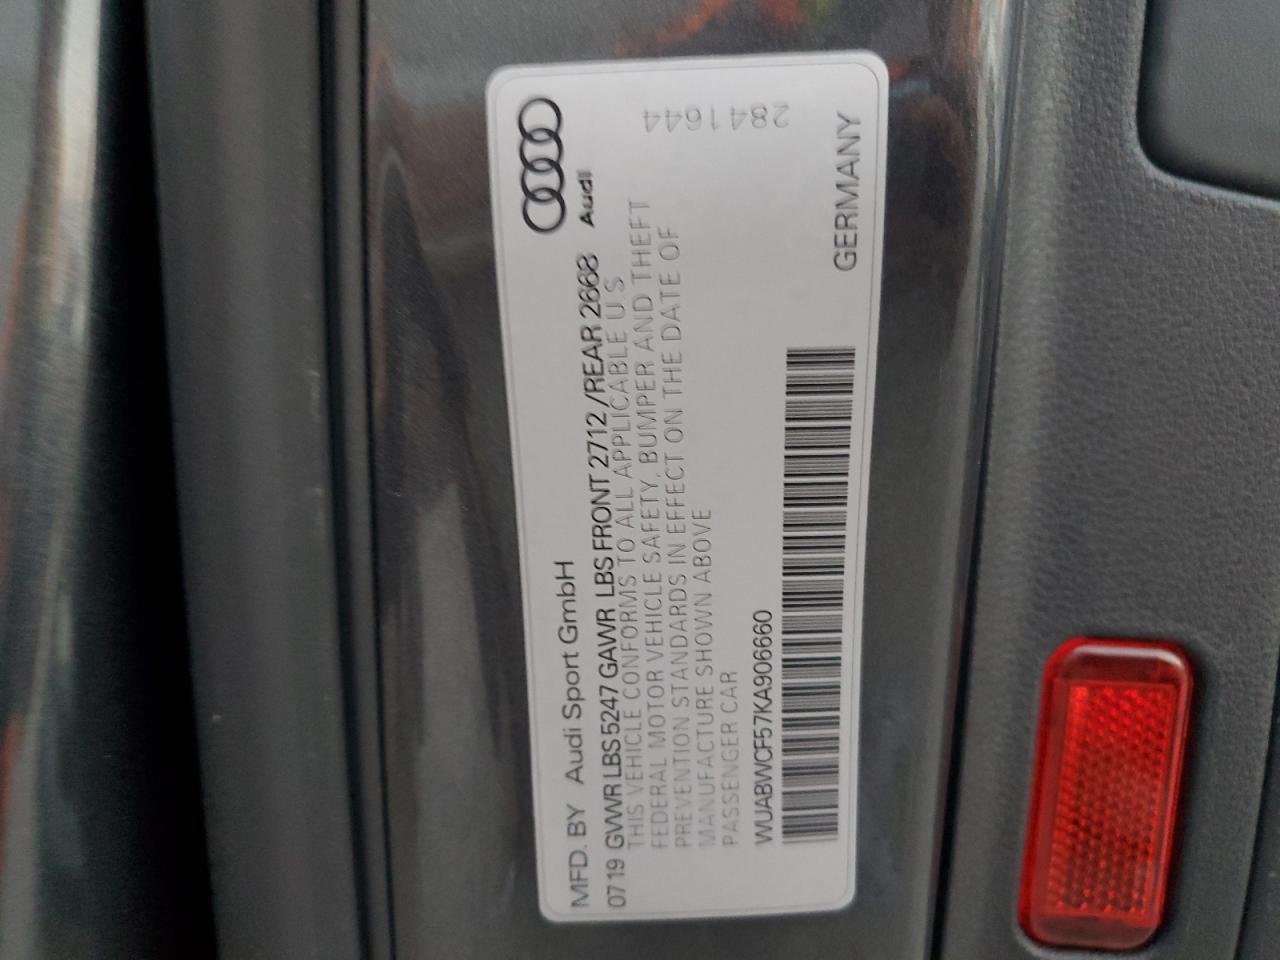 MFD. BY Audi Sport GmbH
Audi
0719 GVWR LBS 5247 GAWR LBS FRONT 2712 /REAR 2668
THIS VEHICLE CONFORMS TO ALL APPLICABLE U S
FEDERAL MOTOR VEHICLE SAFETY, BUMPER AND THEFT
PREVENTION STANDARDS IN EFFECT ON THE DATE OF
MANUFACTURE SHOWN ABOVE
PASSENGER CAR
2841644
WUABWCF57KA906660
GERMANY